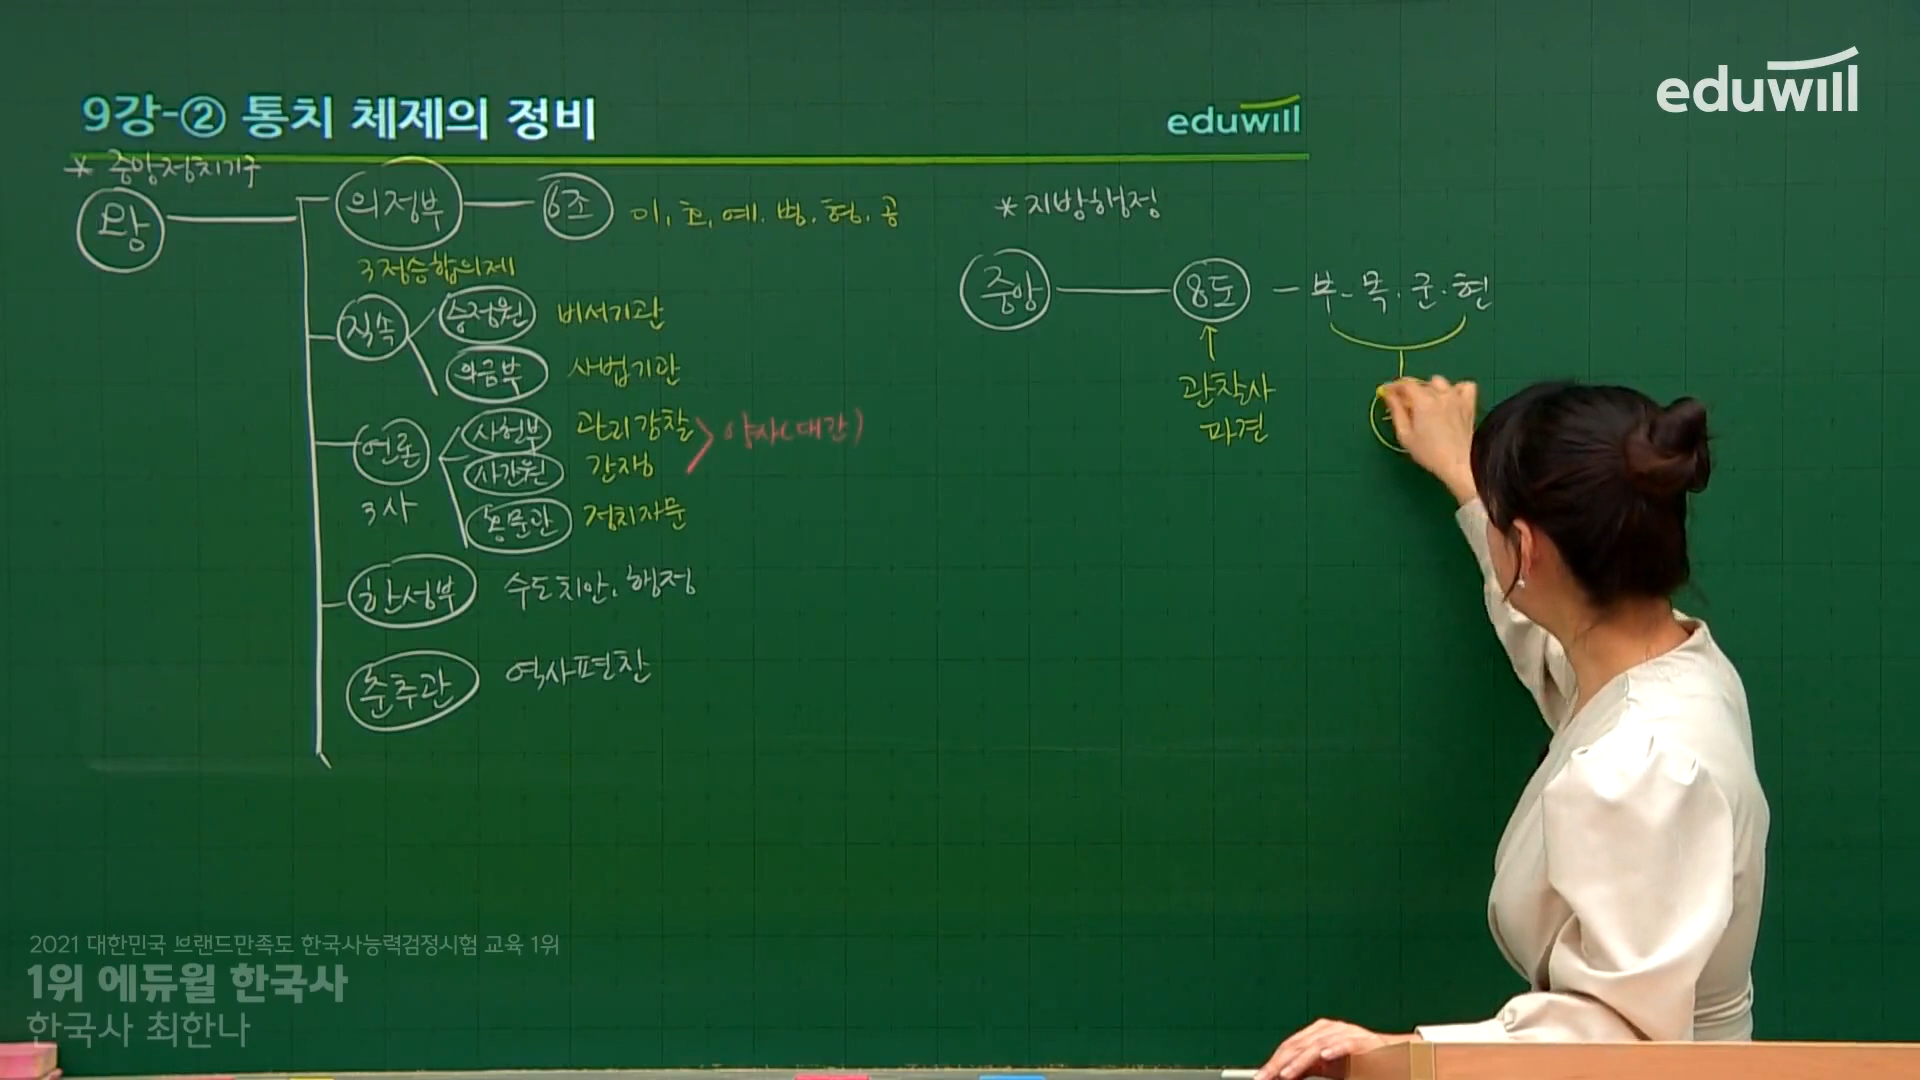 eduwill
9강-② 통치 체제의 정비
eduwill
* 중앙정치기구
왕
의정부
6조
이, 호, 예. 병. 형. 공
3정승합의제
직속
승정원
비서기관
의금부
사법기관
언론
3사
사헌부
관리감찰
사간원
간쟁
양사(대간)
홍문관
정치자문
한성부
수도치안, 행정
춘추관
역사편찬
* 지방행정
중앙
8도
- 부 - 목. 군. 현
↑
관찰사
파견
2021 대한민국 브랜드만족도 한국사능력검정시험 교육 1위
1위 에듀윌 한국사
한국사 최한나